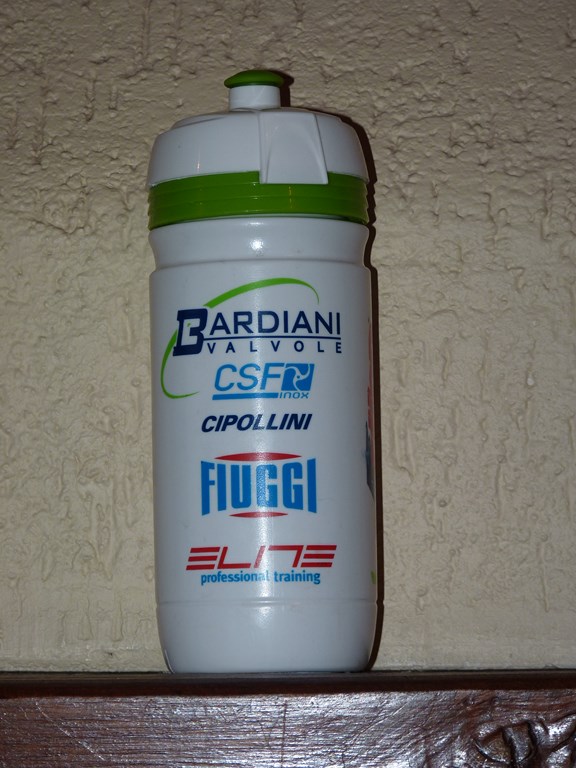 BARDIANI
VALVOLE
CSF
inox
CIPOLLINI
FIUGGI
ELITE
professional training